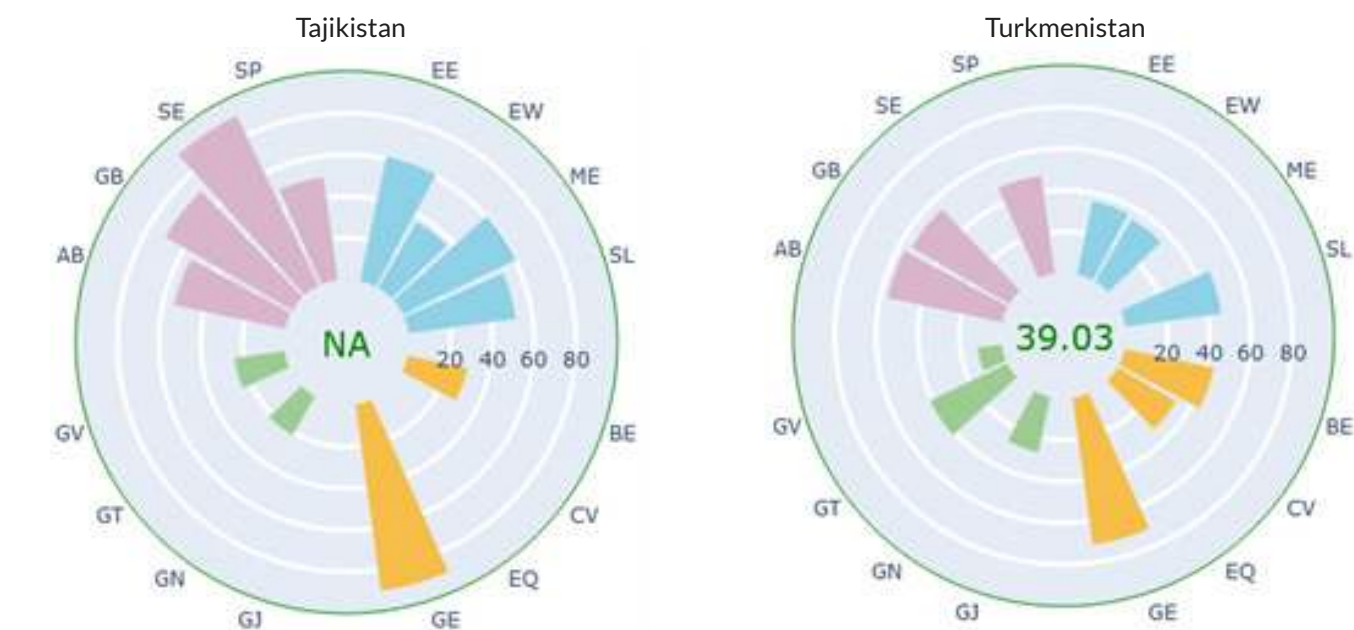 Tajikistan
Turkmenistan
SP
EE
SE
EW
GB
ME
AB
SL
NA
20 40 60 80
GV
BE
GT
CV
GN
EQ
GJ
GE
SP
EE
SE
EW
GB
ME
AB
SL
39.03
20 40 60 80
GV
BE
GT
CV
GN
EQ
GJ
GE